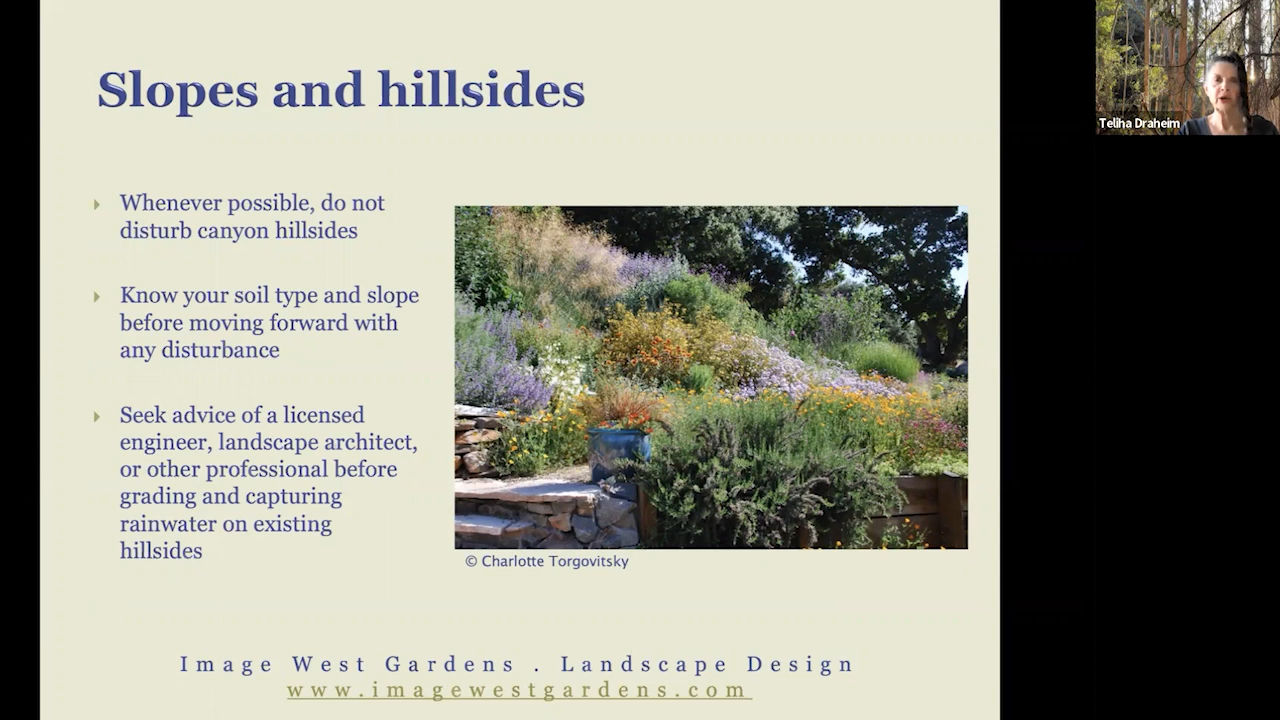 Slopes and hillsides
Teliha Draheim
Whenever possible, do not
disturb canyon hillsides
Know your soil type and slope
before moving forward with
any disturbance
Seek advice of a licensed
engineer, landscape architect,
or other professional before
grading and capturing
rainwater on existing
hillsides
© Charlotte Torgovitsky
Image West Gardens . Landscape Design
www.imagewestgardens.com